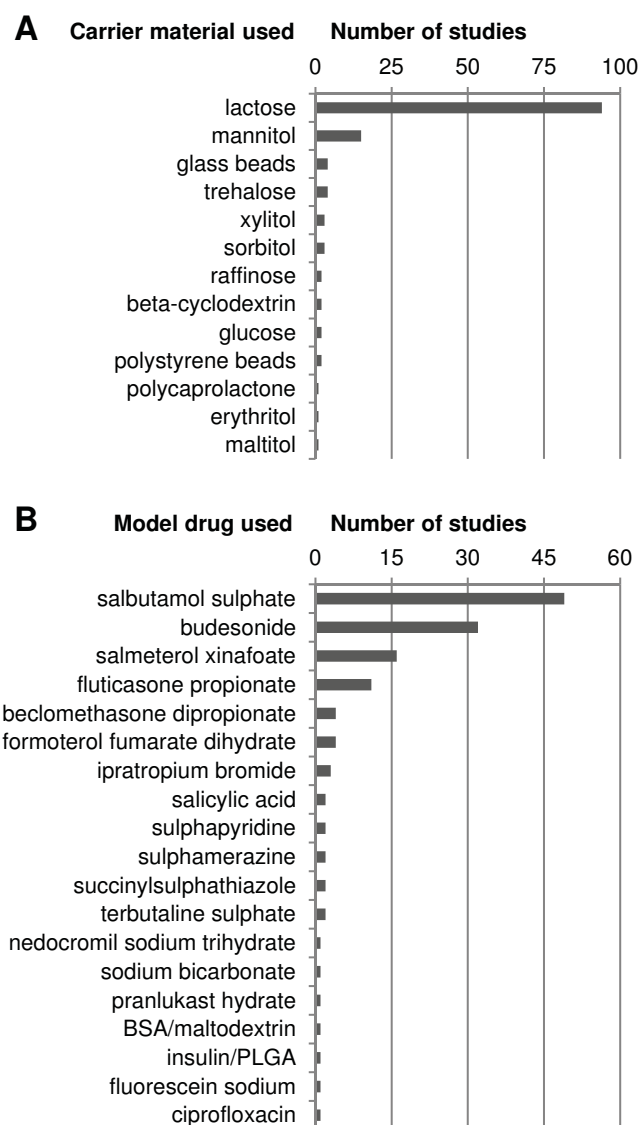 A Carrier material used Number of studies
0 25 50 75 100
lactose
mannitol
glass beads
trehalose
xylitol
sorbitol
raffinose
beta-cyclodextrin
glucose
polystyrene beads
polycaprolactone
erythritol
maltitol
B Model drug used Number of studies
0 15 30 45 60
salbutamol sulphate
budesonide
salmeterol xinafoate
fluticasone propionate
beclomethasone dipropionate
formoterol fumarate dihydrate
ipratropium bromide
salicylic acid
sulphapyridine
sulphamerazine
succinylsulphathiazole
terbutaline sulphate
nedocromil sodium trihydrate
sodium bicarbonate
pranlukast hydrate
BSA/maltodextrin
insulin/PLGA
fluorescein sodium
ciprofloxacin